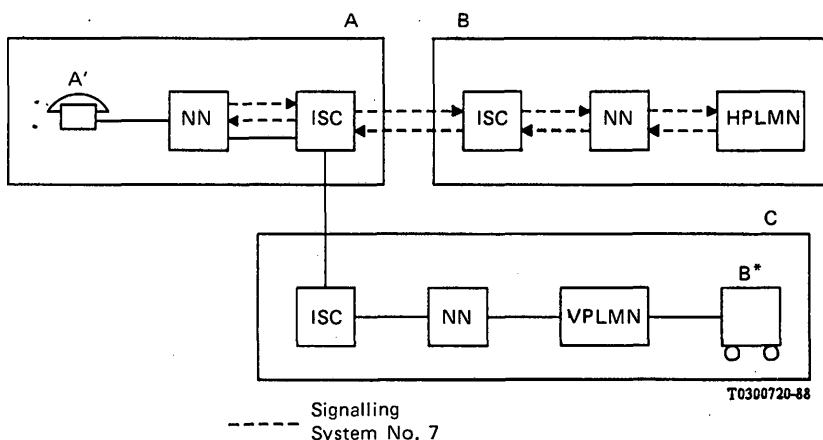 A B
A'
NN ISC ISC NN HPLMN
C
B*
ISC NN VPLMN
T0300720-88
Signalling
System No. 7